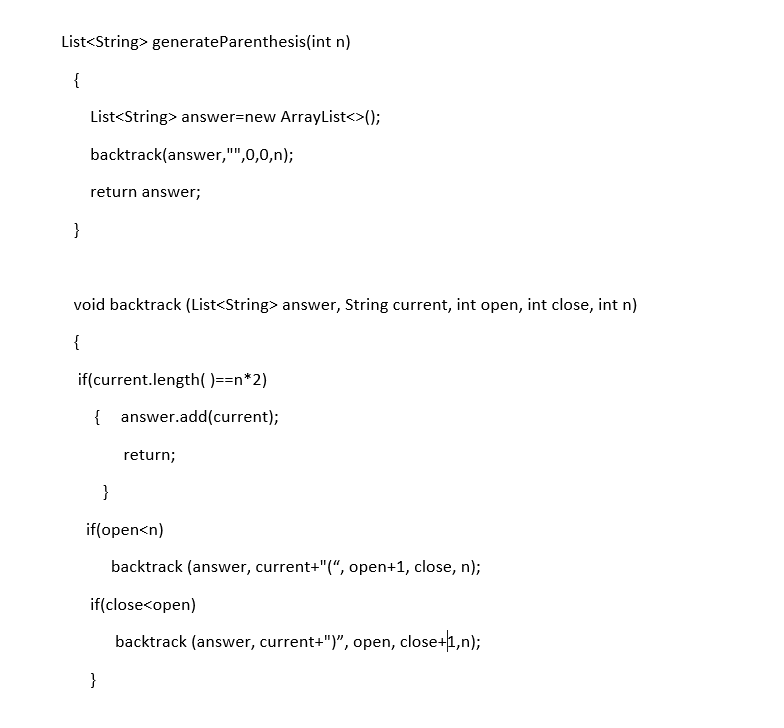 List<String> generateParenthesis(int n)
{
List<String> answer=new ArrayList<>();
backtrack(answer,"",0,0,n);
return answer;
}
void backtrack (List<String> answer, String current, int open, int close, int n)
{
if(current.length( )==n*2)
{ answer.add(current);
return;
}
if(open<n)
backtrack (answer, current+"(“, open+1, close, n);
if(close<open)
backtrack (answer, current+")”, open, close+1,n);
}